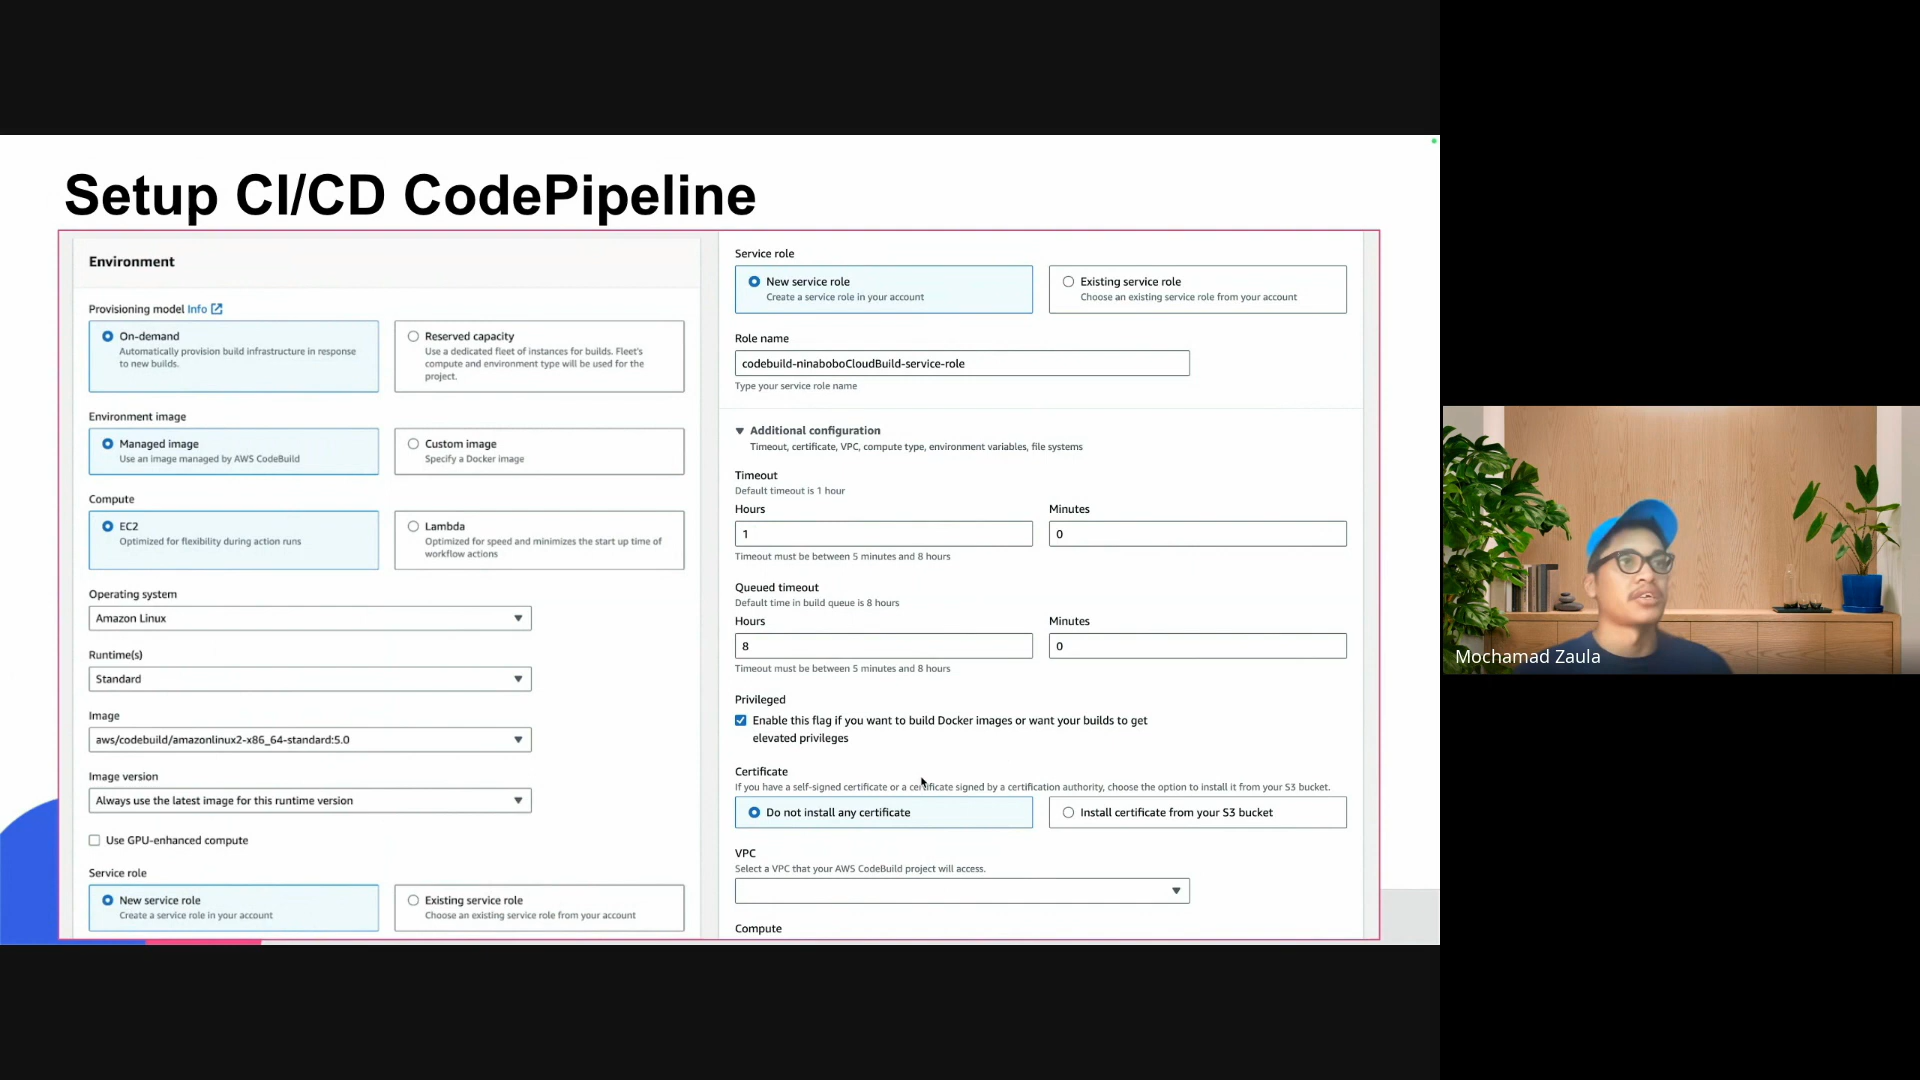 Setup CI/CD CodePipeline
Environment
Provisioning model Info
On-demand
Automatically provision build infrastructure in response
to new builds.
Reserved capacity
Use a dedicated fleet of instances for builds. Fleet's
compute and environment type will be used for the
project.
Environment image
Managed image
Use an image managed by AWS CodeBuild
Custom image
Specify a Docker image
Compute
EC2
Optimized for flexibility during action runs
Lambda
Optimized for speed and minimizes the start up time of
workflow actions
Operating system
Amazon Linux
Runtime(s)
Standard
Image
aws/codebuild/amazonlinux2-x86_64-standard:5.0
Image version
Always use the latest image for this runtime version
Use GPU-enhanced compute
Service role
New service role
Create a service role in your account
Existing service role
Choose an existing service role from your account
Service role
New service role
Create a service role in your account
Existing service role
Choose an existing service role from your account
Role name
codebuild-ninaboboCloudBuild-service-role
Type your service role name
Additional configuration
Timeout, certificate, VPC, compute type, environment variables, file systems
Timeout
Default timeout is 1 hour
Hours
1
Minutes
0
Timeout must be between 5 minutes and 8 hours
Queued timeout
Default time in build queue is 8 hours
Hours
8
Minutes
0
Timeout must be between 5 minutes and 8 hours
Privileged
Enable this flag if you want to build Docker images or want your builds to get
elevated privileges
Certificate
If you have a self-signed certificate or a certificate signed by a certification authority, choose the option to install it from your S3 bucket.
Do not install any certificate
Install certificate from your S3 bucket
VPC
Select a VPC that your AWS CodeBuild project will access.
Compute
Mochamad Zaula